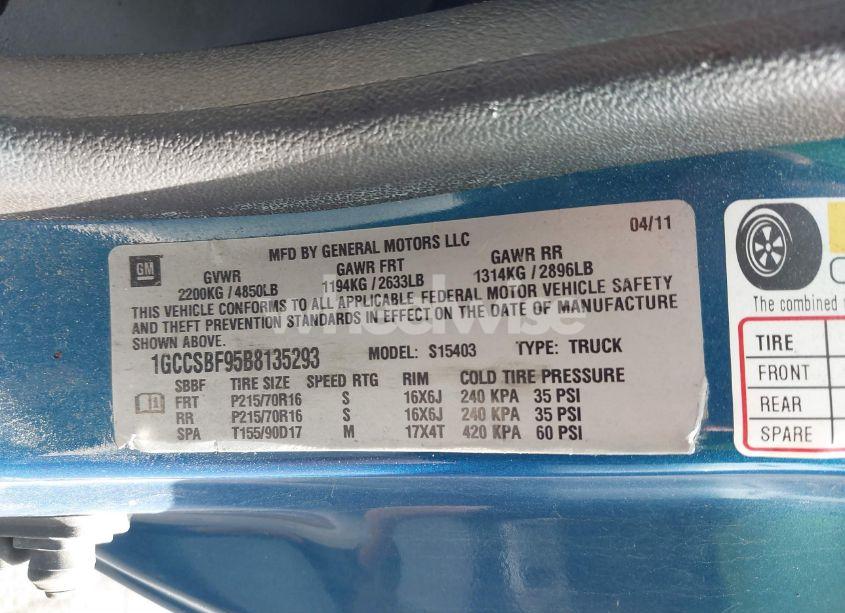 GM
MFD BY GENERAL MOTORS LLC
04/11
GVWR GAWR FRT GAWR RR
2200KG / 4850LB 1194KG / 2633LB 1314KG / 2896LB
THIS VEHICLE CONFORMS TO ALL APPLICABLE FEDERAL MOTOR VEHICLE SAFETY
AND THEFT PREVENTION STANDARDS IN EFFECT ON THE DATE OF MANUFACTURE
SHOWN ABOVE.
1GCCSBF95B8135293 MODEL: S15403 TYPE: TRUCK
SBBF TIRE SIZE SPEED RTG RIM COLD TIRE PRESSURE
FRT P215/70R16 S 16X6J 240 KPA 35 PSI
RR P215/70R16 S 16X6J 240 KPA 35 PSI
SPA T155/90D17 M 17X4T 420 KPA 60 PSI
The combined
TIRE
FRONT
REAR
SPARE
wheelwise